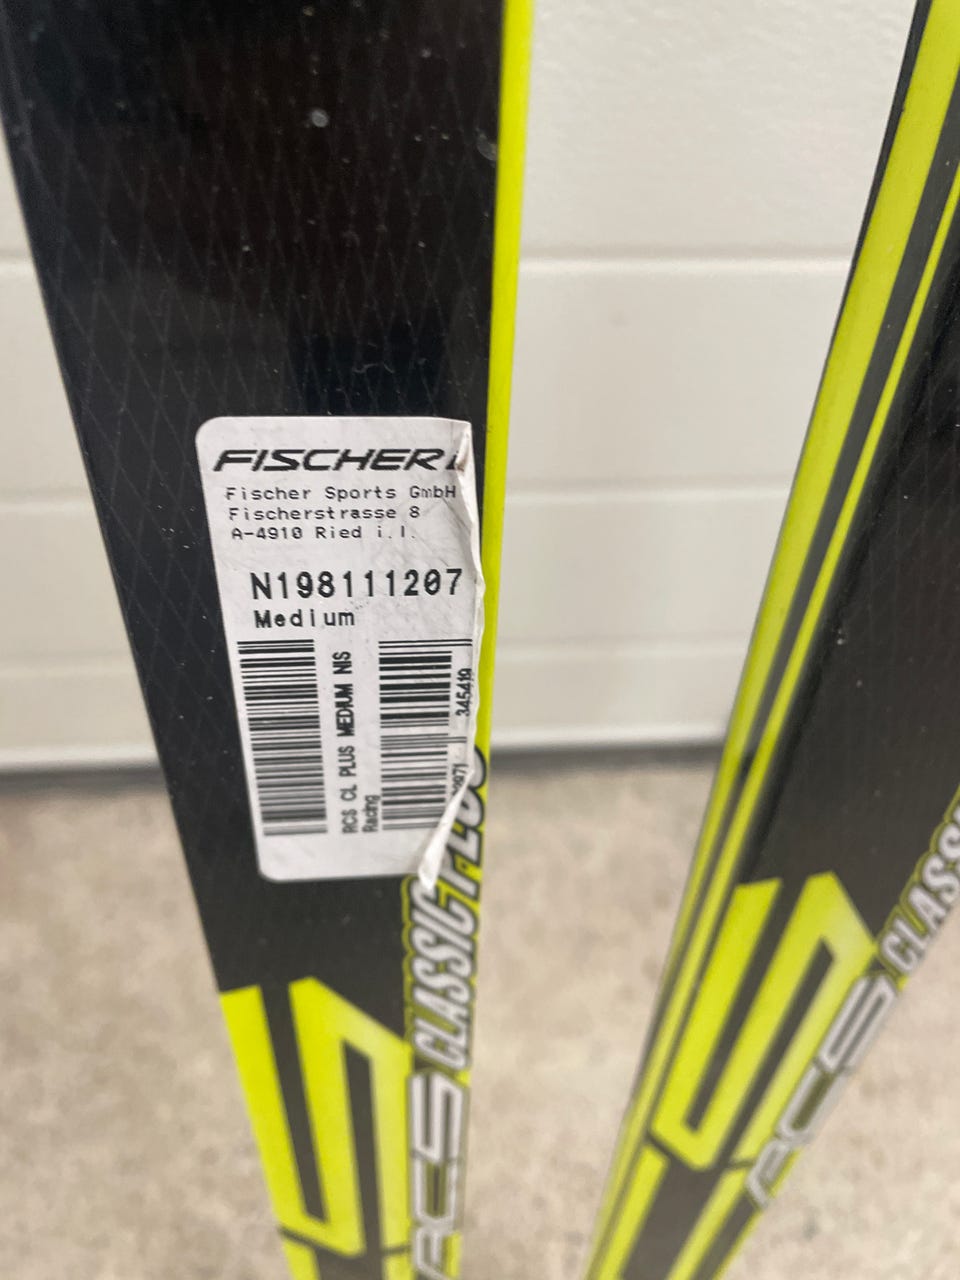 FISCHER
Fischer Sports GmbH
Fischerstrasse 8
A-4910 Ried i.I.
N198111207
Medium
RCS CL PLUS MEDIUM NIS
Racing
345419
RCS CLASSIC PLUS
RCS CLASSI